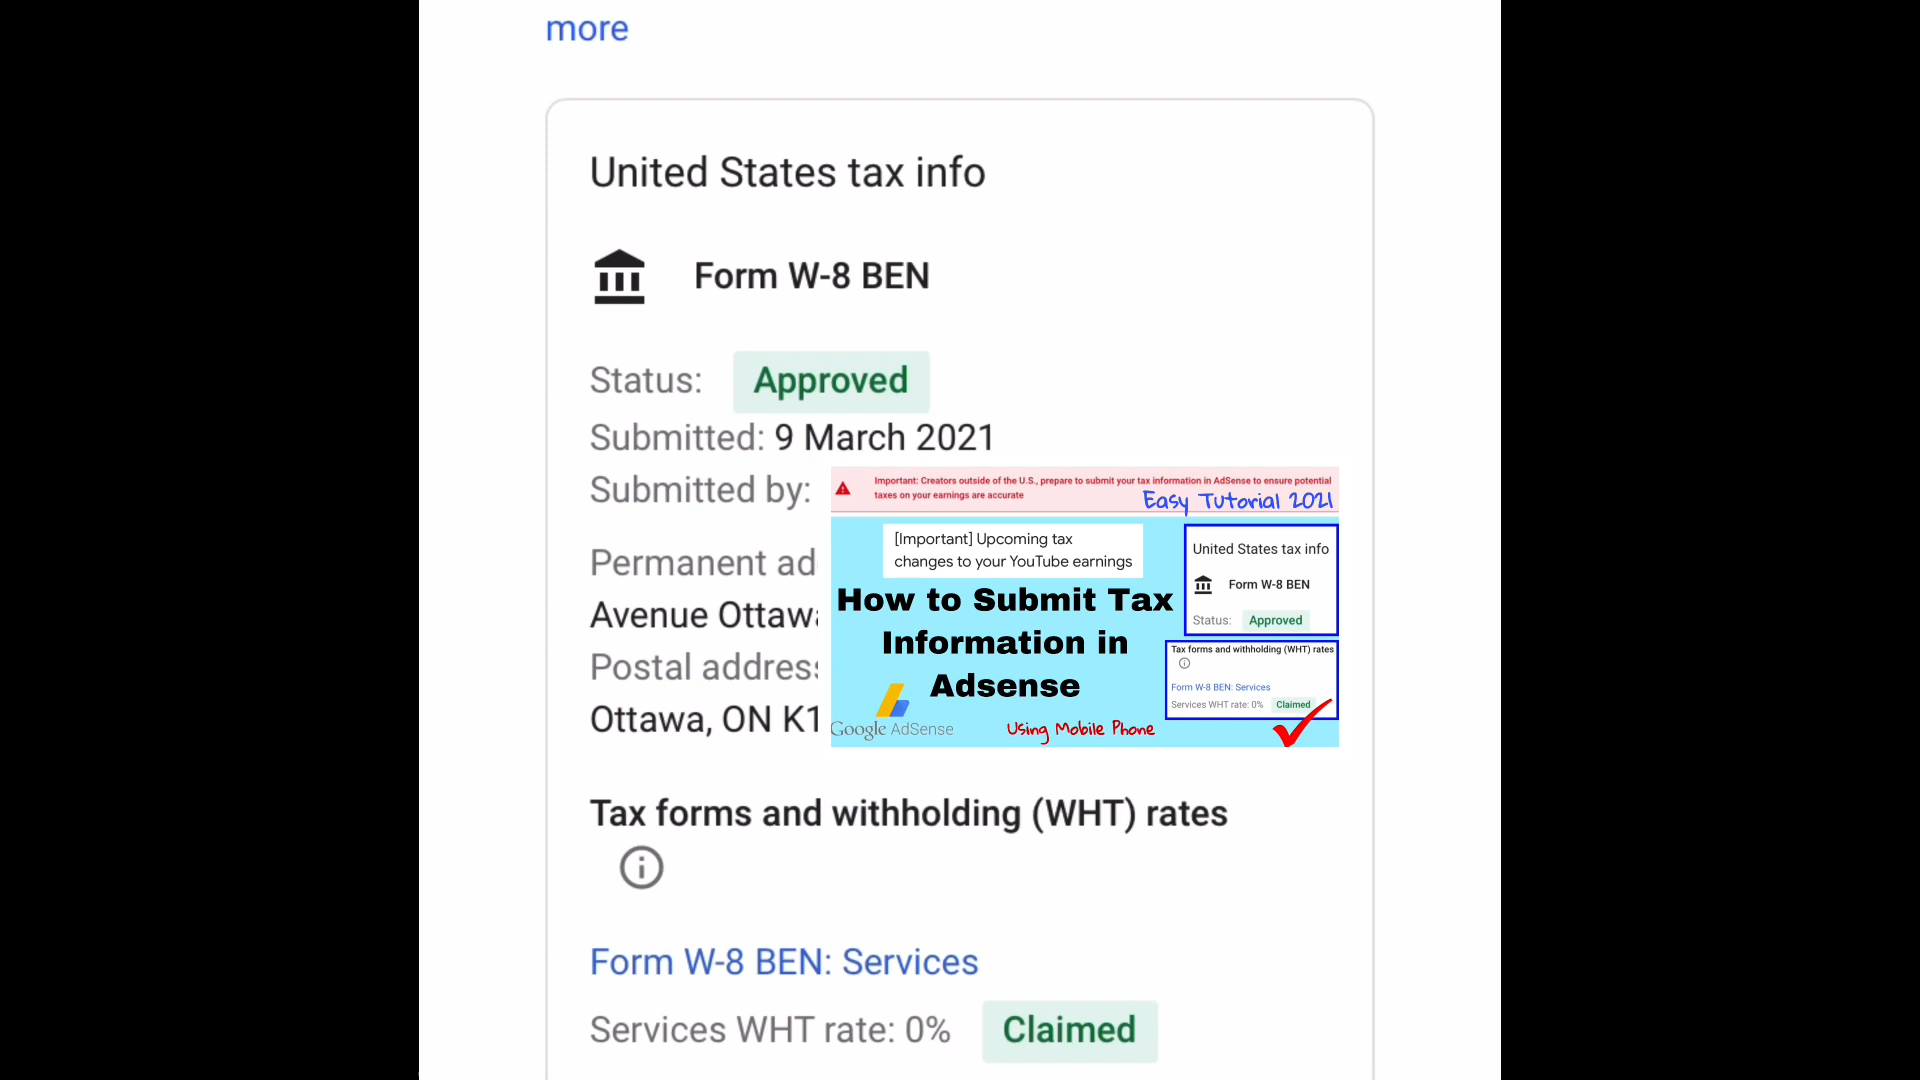 more
United States tax info
Form W-8 BEN
Status: Approved
Submitted: 9 March 2021
Submitted by:
Permanent
Avenue
Postal
Ottawa, ON
Tax forms and withholding (WHT) rates
Form W-8 BEN: Services
Services WHT rate: 0% Claimed
Important: Creators outside of the U.S., prepare to submit your tax information in AdSense to ensure potential
taxes on your earnings are accurate
Easy Tutorial 2021
[Important] Upcoming tax
changes to your YouTube earnings
How to Submit Tax
Information in
Adsense
Google AdSense
Using Mobile Phone
United States tax info
Form W-8 BEN
Status: Approved
Tax forms and withholding (WHT) rates
Form W-8 BEN: Services
Services WHT rate: 0% Claimed